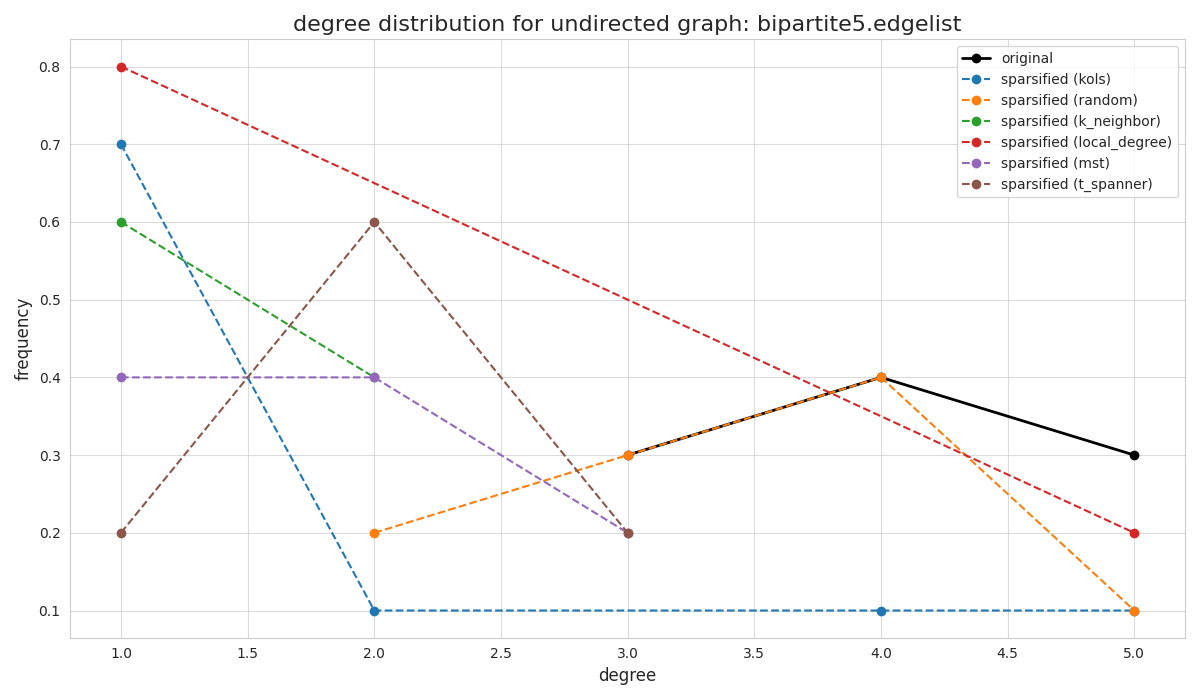 degree distribution for undirected graph: bipartite5.edgelist
original
sparsified (kols)
sparsified (random)
sparsified (k_neighbor)
sparsified (local_degree)
sparsified (mst)
sparsified (t_spanner)
frequency
0.8
0.7
0.6
0.5
0.4
0.3
0.2
0.1
1.0 1.5 2.0 2.5 3.0 3.5 4.0 4.5 5.0
degree